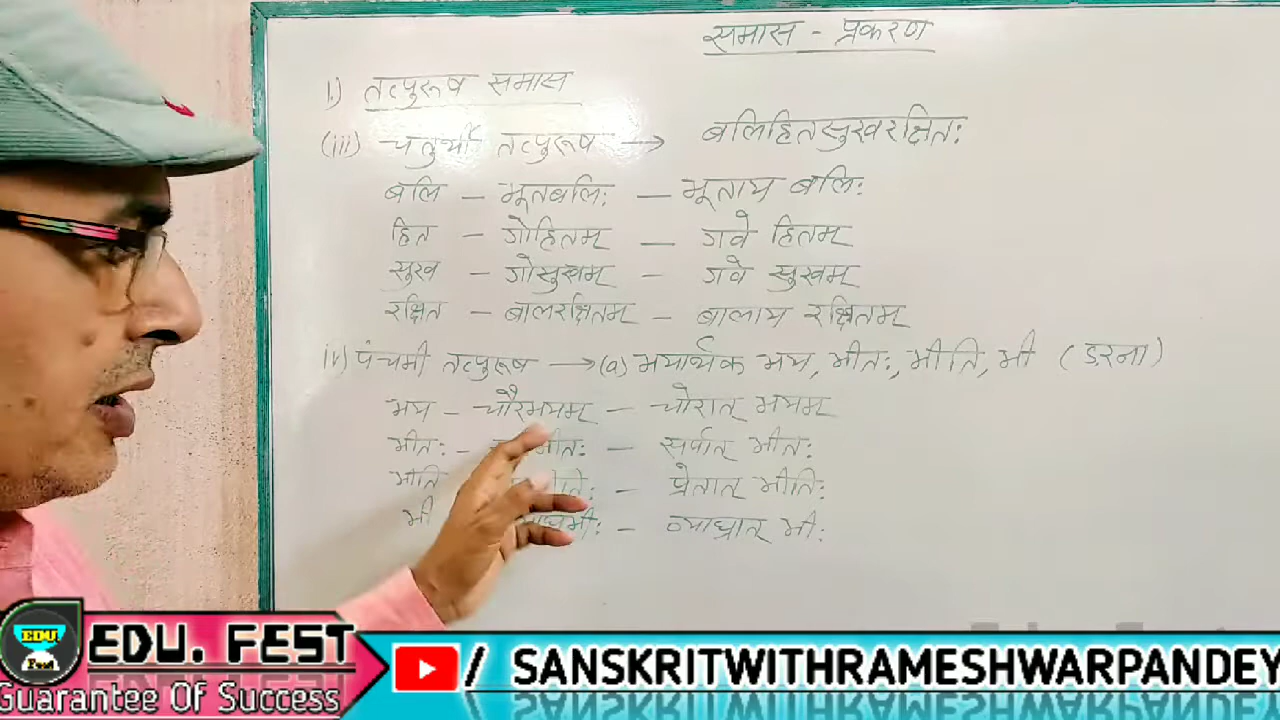 समास - प्रकरण
1.) तत्पुरूष समास
(iii) चतुर्थी तत्पुरूष → बलिहितसुखरक्षितः
बलि - भूतबलिः - भूताय बलिः
हित - गोहितम् - गवे हितम्
सुख - गोसुखम् - गवे सुखम्
रक्षित - बालरक्षितम् - बालाय रक्षितम्
iv) पंचमी तत्पुरूष → (a) भयार्थक भय, भीतः, भीति, भी (डरना)
भय - चौरभयम् - चोरात् भयम्
भीतः - - सर्पात् भीतः
भीति - प्रेतात् भीतिः
भी - व्याघ्रात् भीः
EDU. FEST
EDU. Fest
Guarantee Of Success
/ SANSKRITWITHRAMESHWARPANDEY